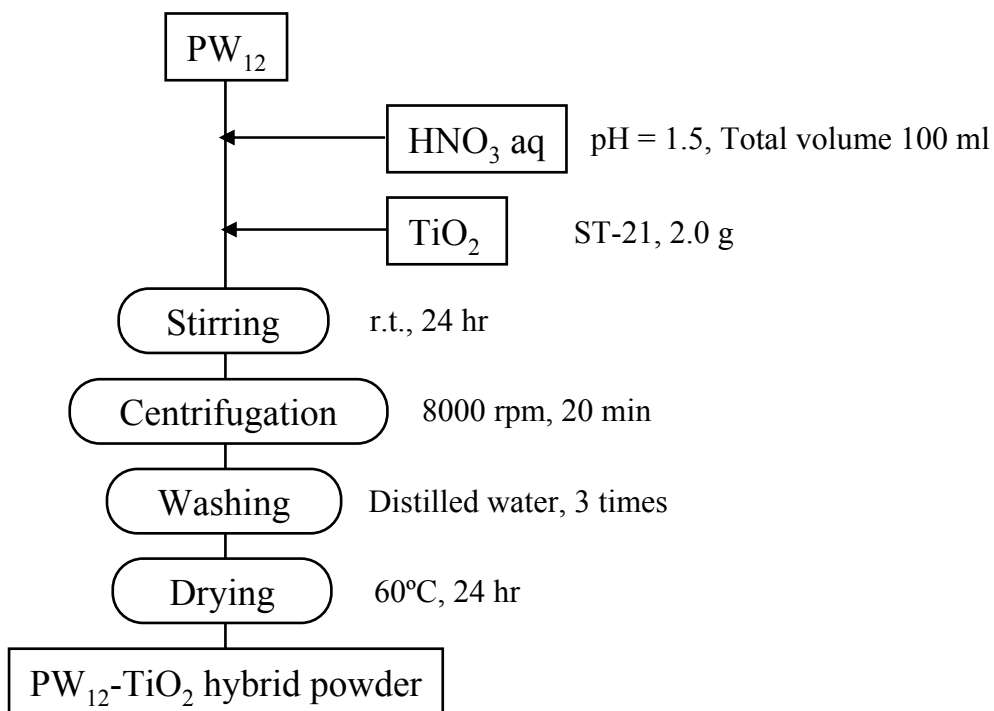 PW₁₂
HNO₃ aq pH = 1.5, Total volume 100 ml
TiO₂ ST-21, 2.0 g
Stirring r.t., 24 hr
Centrifugation 8000 rpm, 20 min
Washing Distilled water, 3 times
Drying 60ºC, 24 hr
PW₁₂-TiO₂ hybrid powder